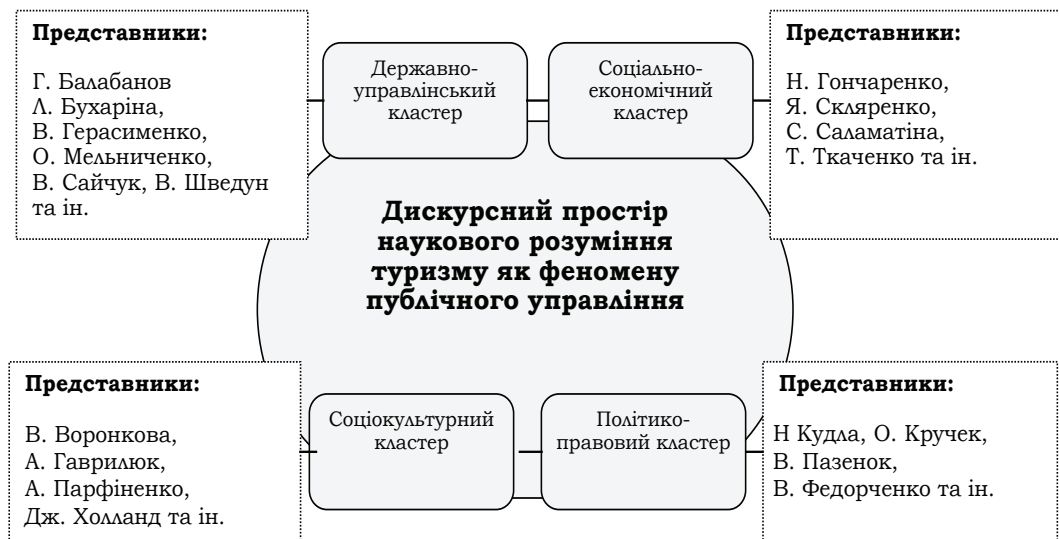 Представники:
Г. Балабанов
Л. Бухаріна,
В. Герасименко,
О. Мельниченко,
В. Сайчук, В. Шведун
та ін.
Державно-
управлінський
кластер
Соціально-
економічний
кластер
Представники:
Н. Гончаренко,
Я. Скляренко,
С. Саламатіна,
Т. Ткаченко та ін.
Дискурсний простір
наукового розуміння
туризму як феномену
публічного управління
Представники:
В. Воронкова,
А. Гаврилюк,
А. Парфіненко,
Дж. Холланд та ін.
Соціокультурний
кластер
Політико-
правовий кластер
Представники:
Н Кудла, О. Кручек,
В. Пазенок,
В. Федорченко та ін.